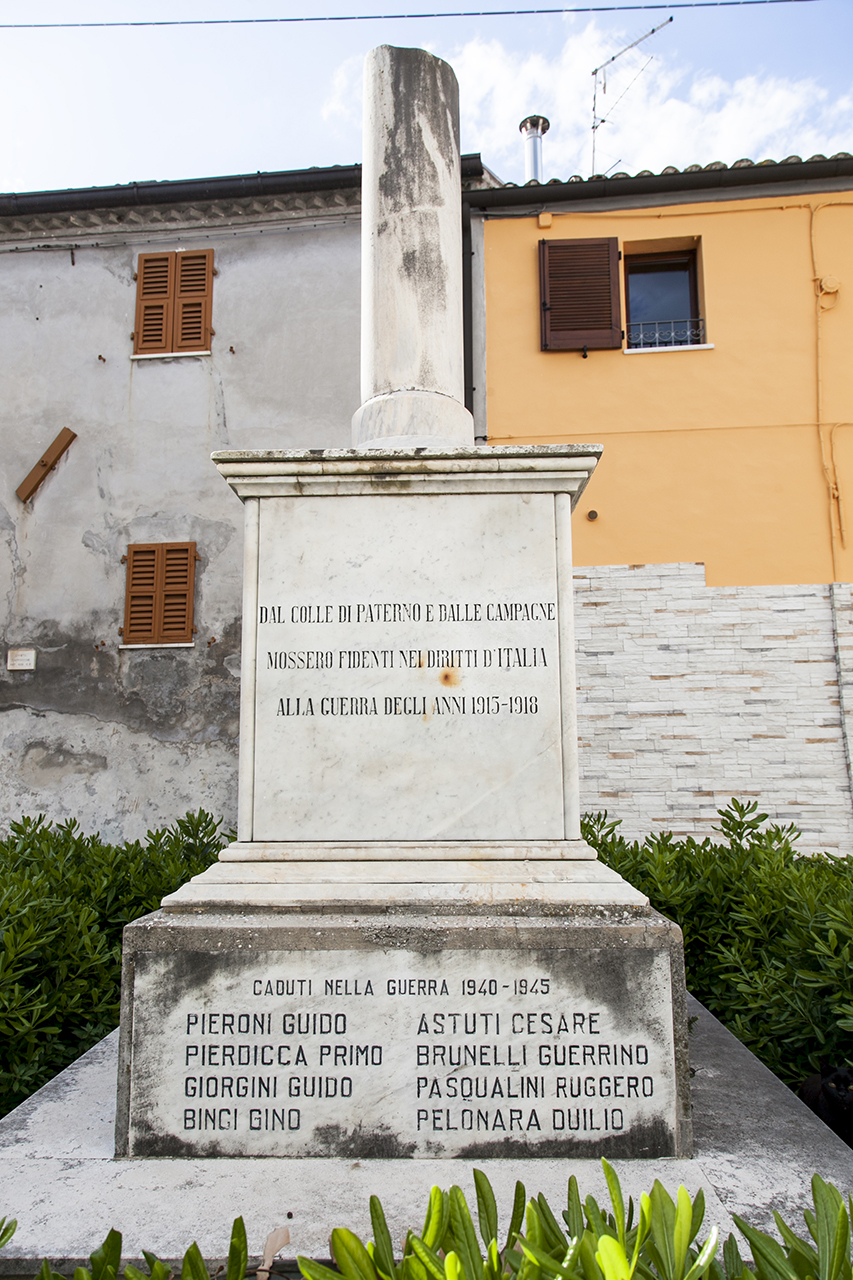 DAL COLLE DI PATERNO E DALLE CAMPAGNE
MOSSERO FIDENTI NEI DIRITTI D'ITALIA
ALLA GUERRA DEGLI ANNI 1915-1918
CADUTI NELLA GUERRA 1940-1945
PIERONI GUIDO
PIERDICCA PRIMO
GIORGINI GUIDO
BINCI GINO
ASTUTI CESARE
BRUNELLI GUERRINO
PASQUALINI RUGGERO
PELONARA DUILIO